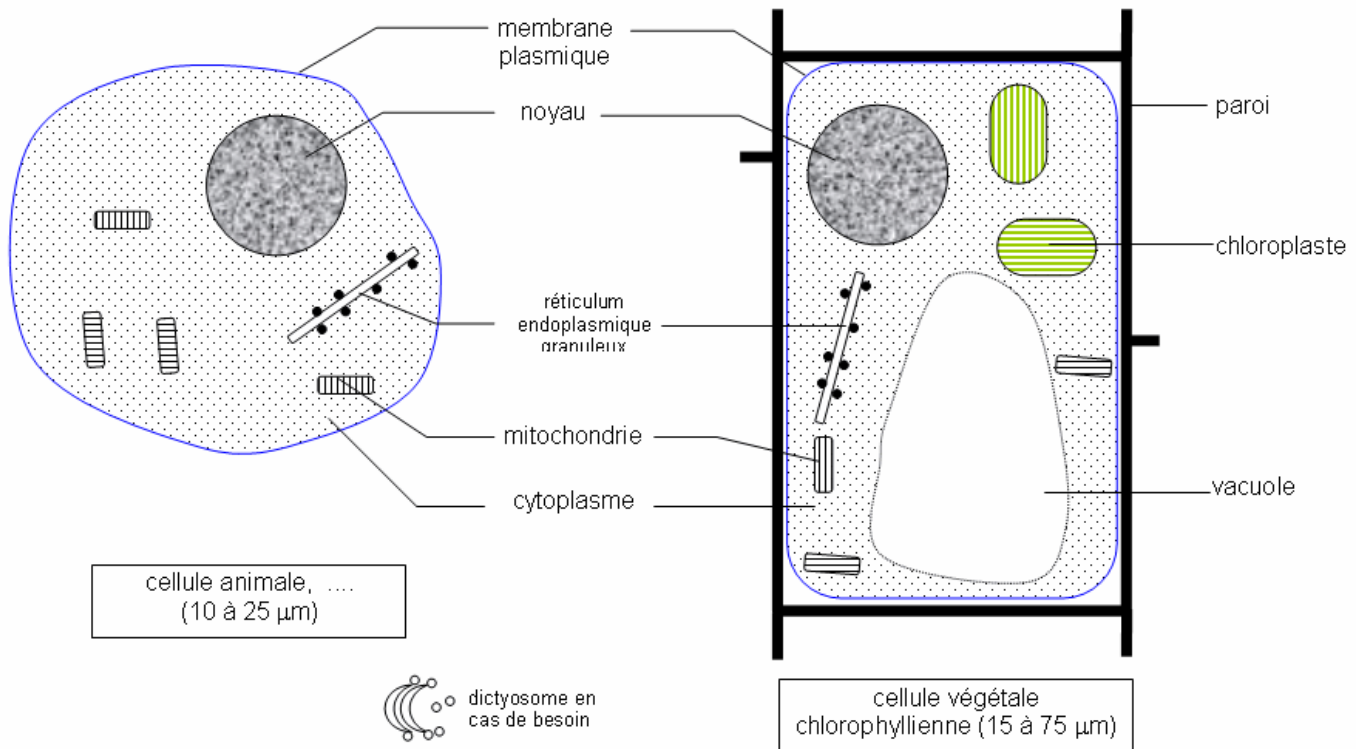 membrane
plasmique
noyau
paroi
chloroplaste
réticulum
endoplasmique
granuleux
mitochondrie
cytoplasme
vacuole
cellule animale, ....
(10 à 25 µm)
dictyosome en
cas de besoin
cellule végétale
chlorophyllienne (15 à 75 µm)